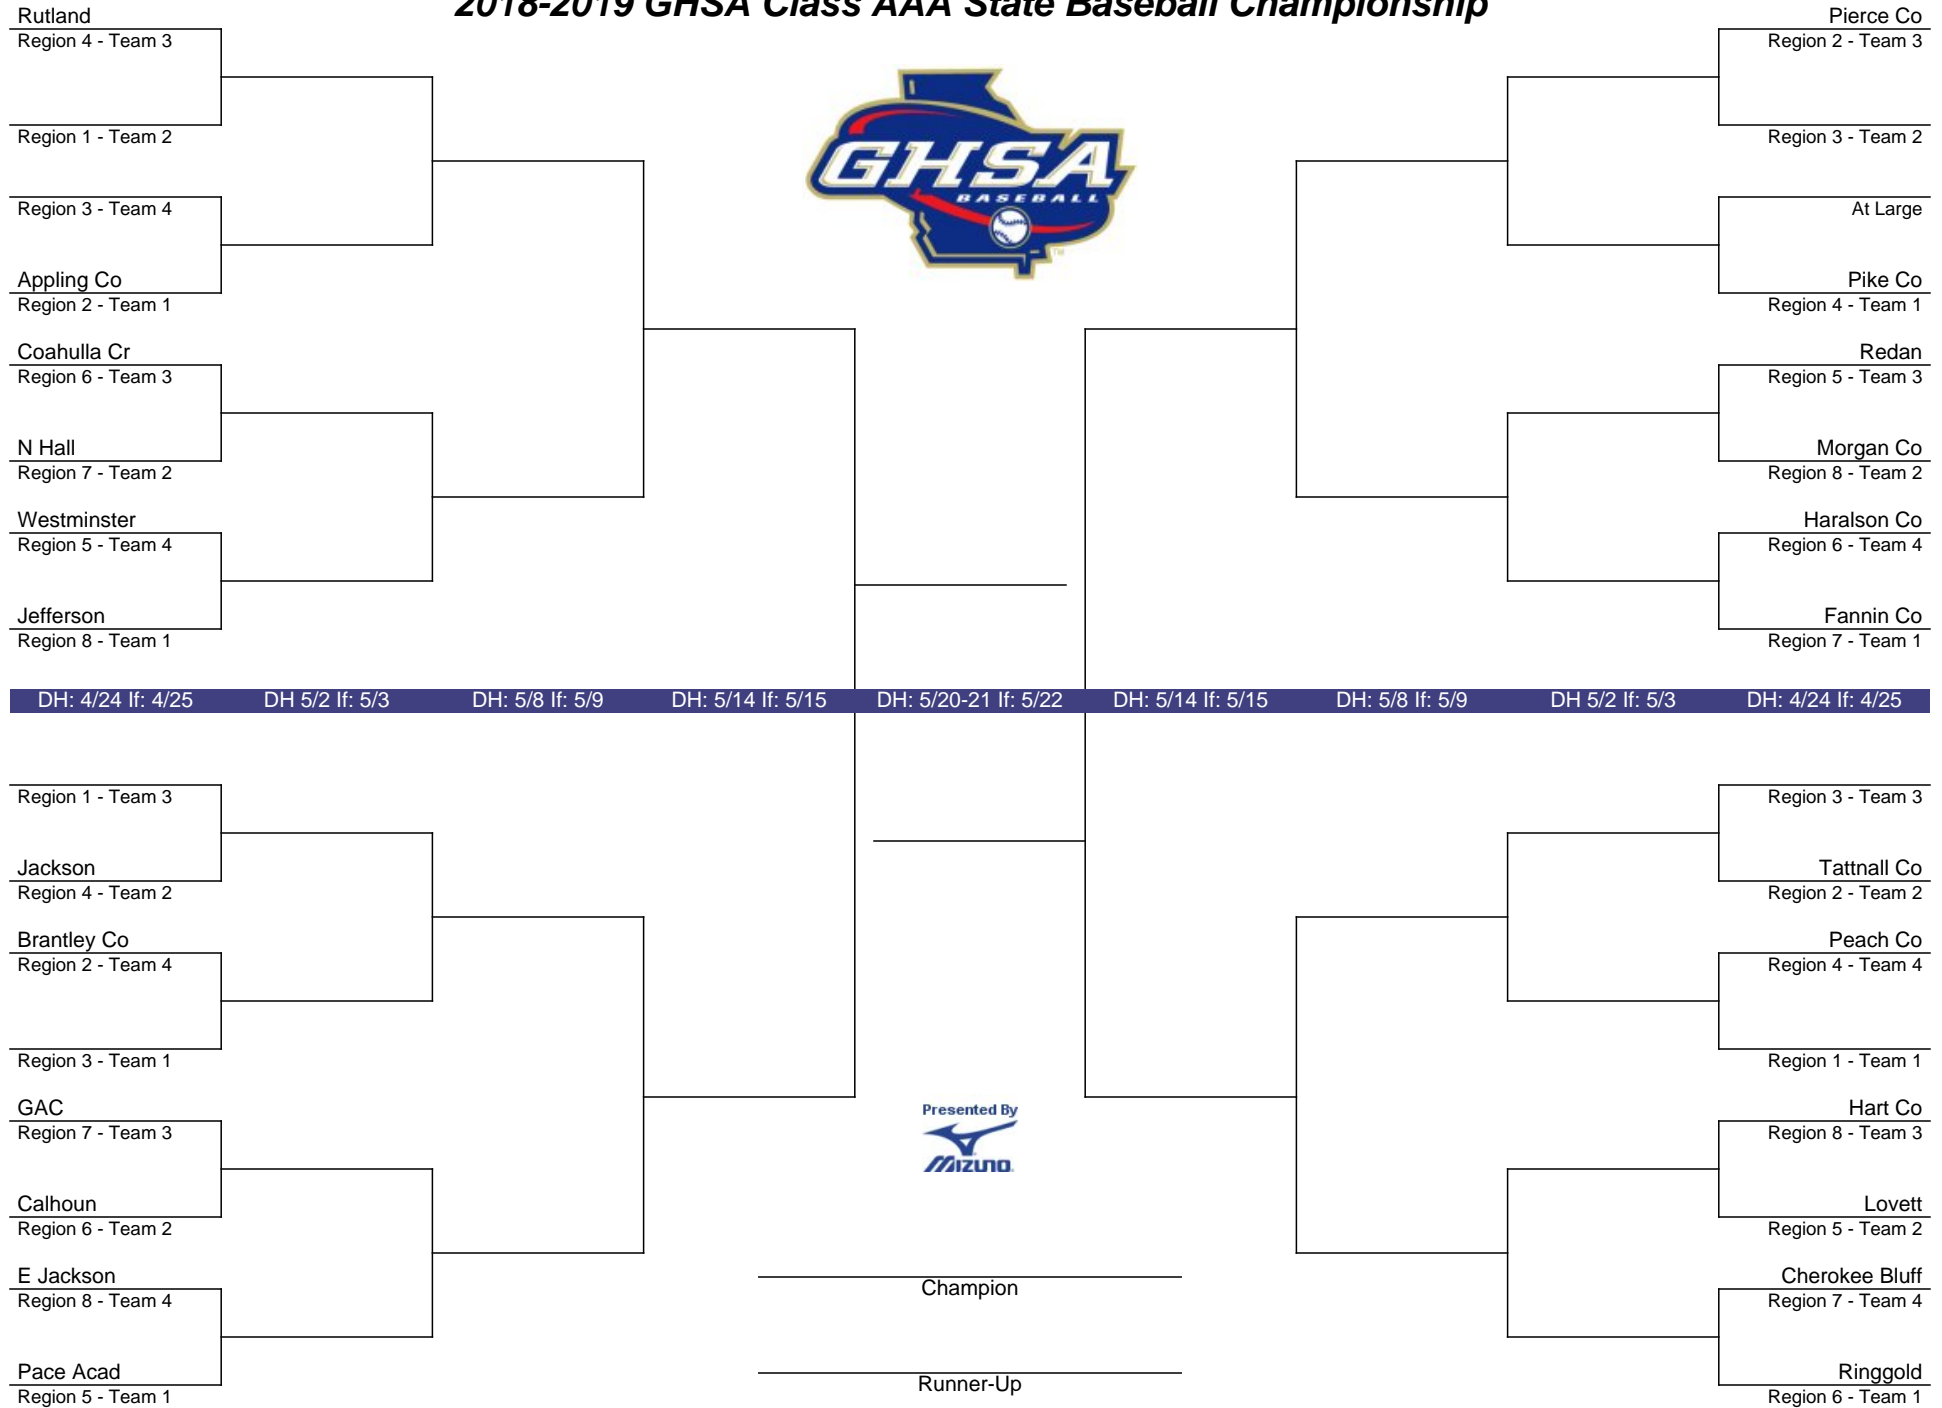 2018-2019 GHSA Class AAA State Baseball Championship
Rutland
Region 4 - Team 3
Region 1 - Team 2
Region 3 - Team 4
Appling Co
Region 2 - Team 1
Coahulla Cr
Region 6 - Team 3
N Hall
Region 7 - Team 2
Westminster
Region 5 - Team 4
Jefferson
Region 8 - Team 1
GHSA
BASEBALL
TM
Pierce Co
Region 2 - Team 3
Region 3 - Team 2
At Large
Pike Co
Region 4 - Team 1
Redan
Region 5 - Team 3
Morgan Co
Region 8 - Team 2
Haralson Co
Region 6 - Team 4
Fannin Co
Region 7 - Team 1
DH: 4/24 If: 4/25 DH 5/2 If: 5/3 DH: 5/8 If: 5/9 DH: 5/14 If: 5/15 DH: 5/20-21 If: 5/22 DH: 5/14 If: 5/15 DH: 5/8 If: 5/9 DH 5/2 If: 5/3 DH: 4/24 If: 4/25
Region 1 - Team 3
Jackson
Region 4 - Team 2
Brantley Co
Region 2 - Team 4
Region 3 - Team 1
GAC
Region 7 - Team 3
Calhoun
Region 6 - Team 2
E Jackson
Region 8 - Team 4
Pace Acad
Region 5 - Team 1
Presented By
MIZUNO
Champion
Runner-Up
Region 3 - Team 3
Tattnall Co
Region 2 - Team 2
Peach Co
Region 4 - Team 4
Region 1 - Team 1
Hart Co
Region 8 - Team 3
Lovett
Region 5 - Team 2
Cherokee Bluff
Region 7 - Team 4
Ringgold
Region 6 - Team 1